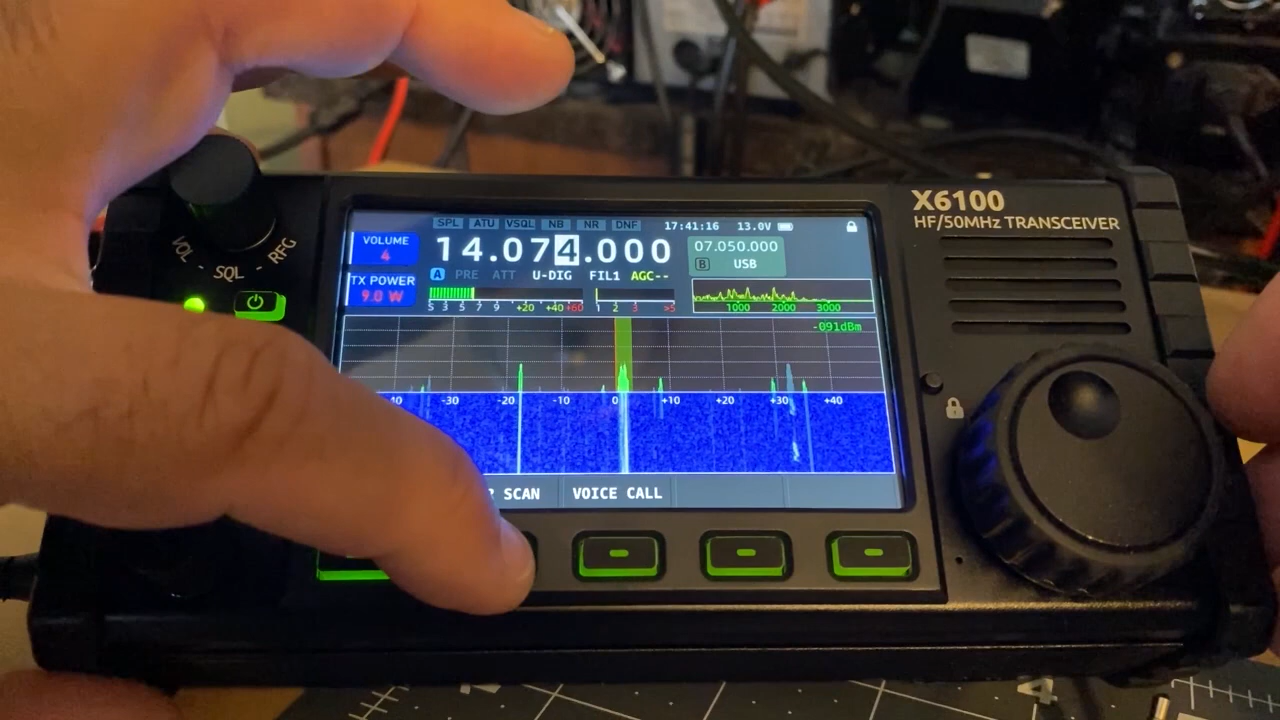 X6100
HF/50MHz TRANSCEIVER
VOL - SQL - RFG
SPL ATU VSQL NB NR DNF 17:41:16 13.0V
VOLUME
4
14.074.000
07.050.000
B USB
A PRE ATT U-DIG FIL1 AGC--
TX POWER
9.0 W
S 3 5 7 9 +20 +40 +60
1 2 3 >5
1000 2000 3000
-091dBm
40 -30 -20 -10 0 +10 +20 +30 +40
SCAN VOICE CALL
4